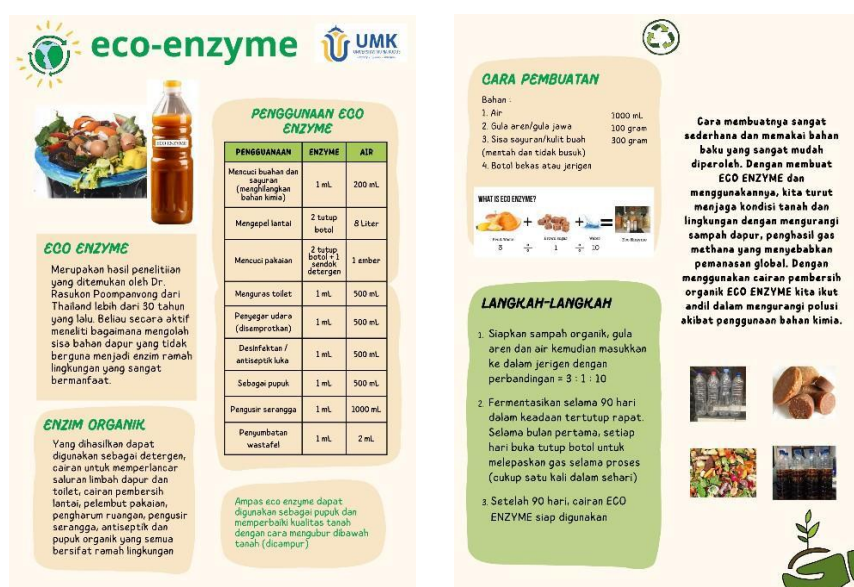 eco-enzyme
UMK
ECO ENZYME
Merupakan hasil penelitiian
yang ditemukan oleh Dr.
Rasukon Poompanvong dari
Thailand lebih dari 30 tahun
yang lalu. Beliau secara aktif
meneliti bagaimana mengolah
sisa bahan dapur yang tidak
berguna menjadi enzim ramah
lingkungan yang sangat
bermanfaat.
ENZIM ORGANIK
Yang dihasilkan dapat
digunakan sebagai detergen,
cairan untuk memperlancar
saluran limbah dapur dan
toilet, cairan pembersih
lantai, pelembut pakaian,
pengharum ruangan, pengusir
serangga, antiseptik dan
pupuk organik yang semua
bersifat ramah lingkungan
PENGGUNAAN ECO
ENZYME
PENGGUANAAN ENZYME AIR
Mencuci buahan dan
sayuran
(menghilangkan
bahan kimia) 1 mL 200 mL
Mengepel lantai 2 tutup
botol 8 Liter
Mencuci pakaian 2 tutup
botol + 1
sendok
detergen 1 ember
Menguras toilet 1 mL 500 mL
Penyegar udara
(disemprotkan) 1 mL 500 mL
Desinfektan /
antiseptik luka 1 mL 500 mL
Sebagai pupuk 1 mL 500 mL
Pengusir serangga 1 mL 1000 mL
Penyumbatan
wastafel 1 mL 2 mL
Ampas eco enzyme dapat
digunakan sebagai pupuk dan
memperbaiki kualitas tanah
dengan cara mengubur dibawah
tanah (dicampur)
CARA PEMBUATAN
Bahan :
1. Air 1000 mL
2. Gula aren/gula jawa 100 gram
3. Sisa sayuran/kulit buah 300 gram
(mentah dan tidak busuk)
4. Botol bekas atau jerigen
WHAT IS ECO ENZYME?
+ + =
3 : 1 : 10
LANGKAH-LANGKAH
1. Siapkan sampah organik, gula
aren dan air kemudian masukkan
ke dalam jerigen dengan
perbandingan = 3 : 1 : 10
2. Fermentasikan selama 90 hari
dalam keadaan tertutup rapat.
Selama bulan pertama, setiap
hari buka tutup botol untuk
melepaskan gas selama proses
(cukup satu kali dalam sehari)
3. Setelah 90 hari, cairan ECO
ENZYME siap digunakan
Cara membuatnya sangat
sederhana dan memakai bahan
baku yang sangat mudah
diperoleh. Dengan membuat
ECO ENZYME dan
menggunakannya, kita turut
menjaga kondisi tanah dan
lingkungan dengan mengurangi
sampah dapur, penghasil gas
methana yang menyebabkan
pemanasan global. Dengan
menggunakan cairan pembersih
organik ECO ENZYME kita ikut
andil dalam mengurangi polusi
akibat penggunaan bahan kimia.